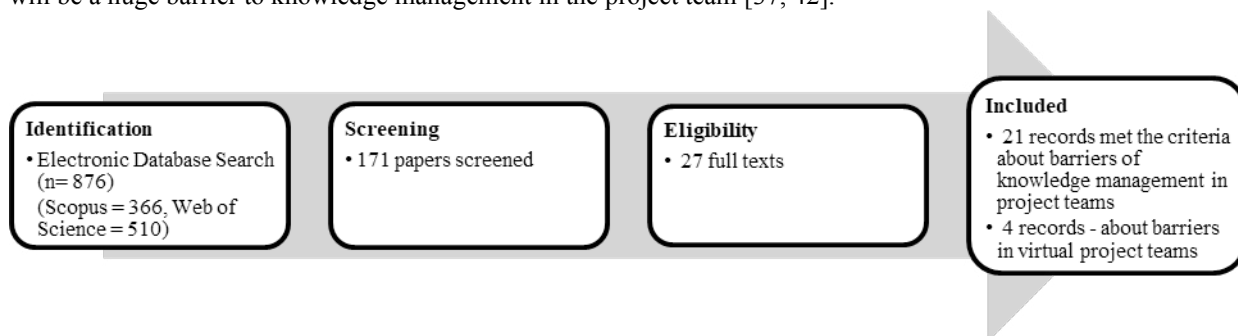 will be a huge barrier to knowledge management in the project team [37, 42].
Identification
• Electronic Database Search
(n= 876)
(Scopus = 366, Web of
Science = 510)
Screening
• 171 papers screened
Eligibility
• 27 full texts
Included
• 21 records met the criteria
about barriers of
knowledge management in
project teams
• 4 records - about barriers
in virtual project teams